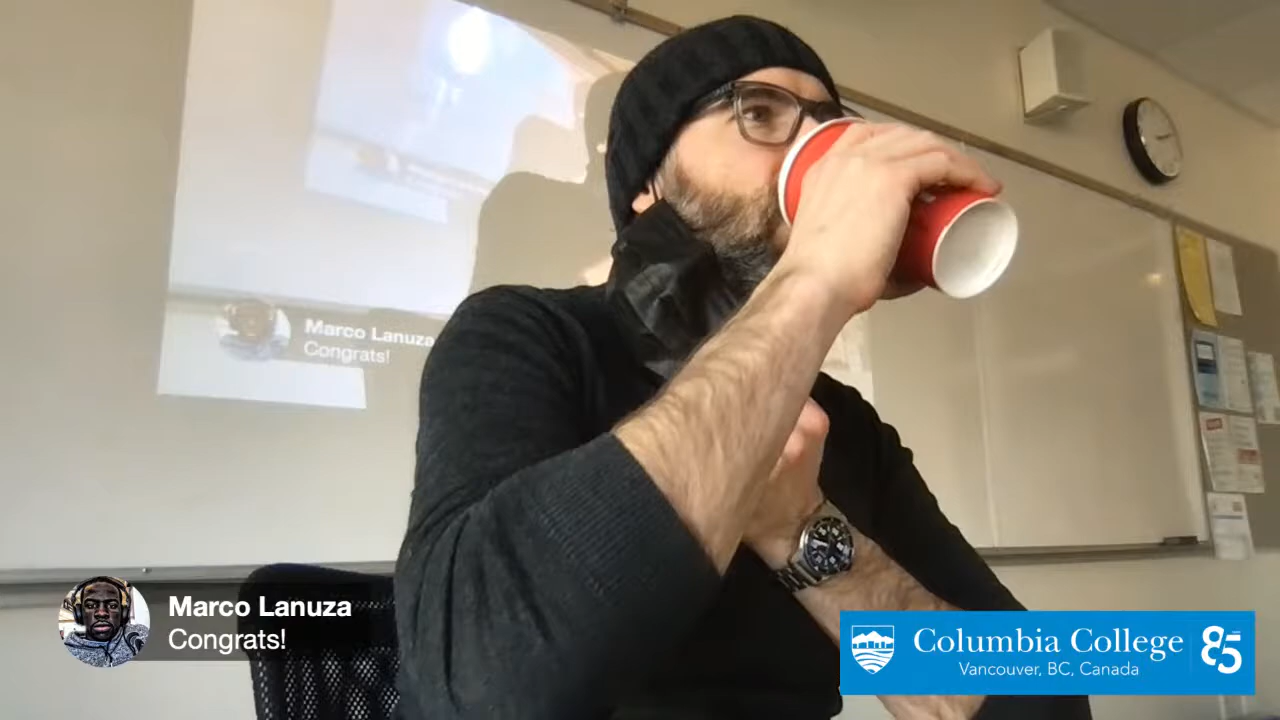 Marco Lanuza
Congrats!
Marco Lanuza
Congrats!
Columbia College
Vancouver, BC, Canada
85